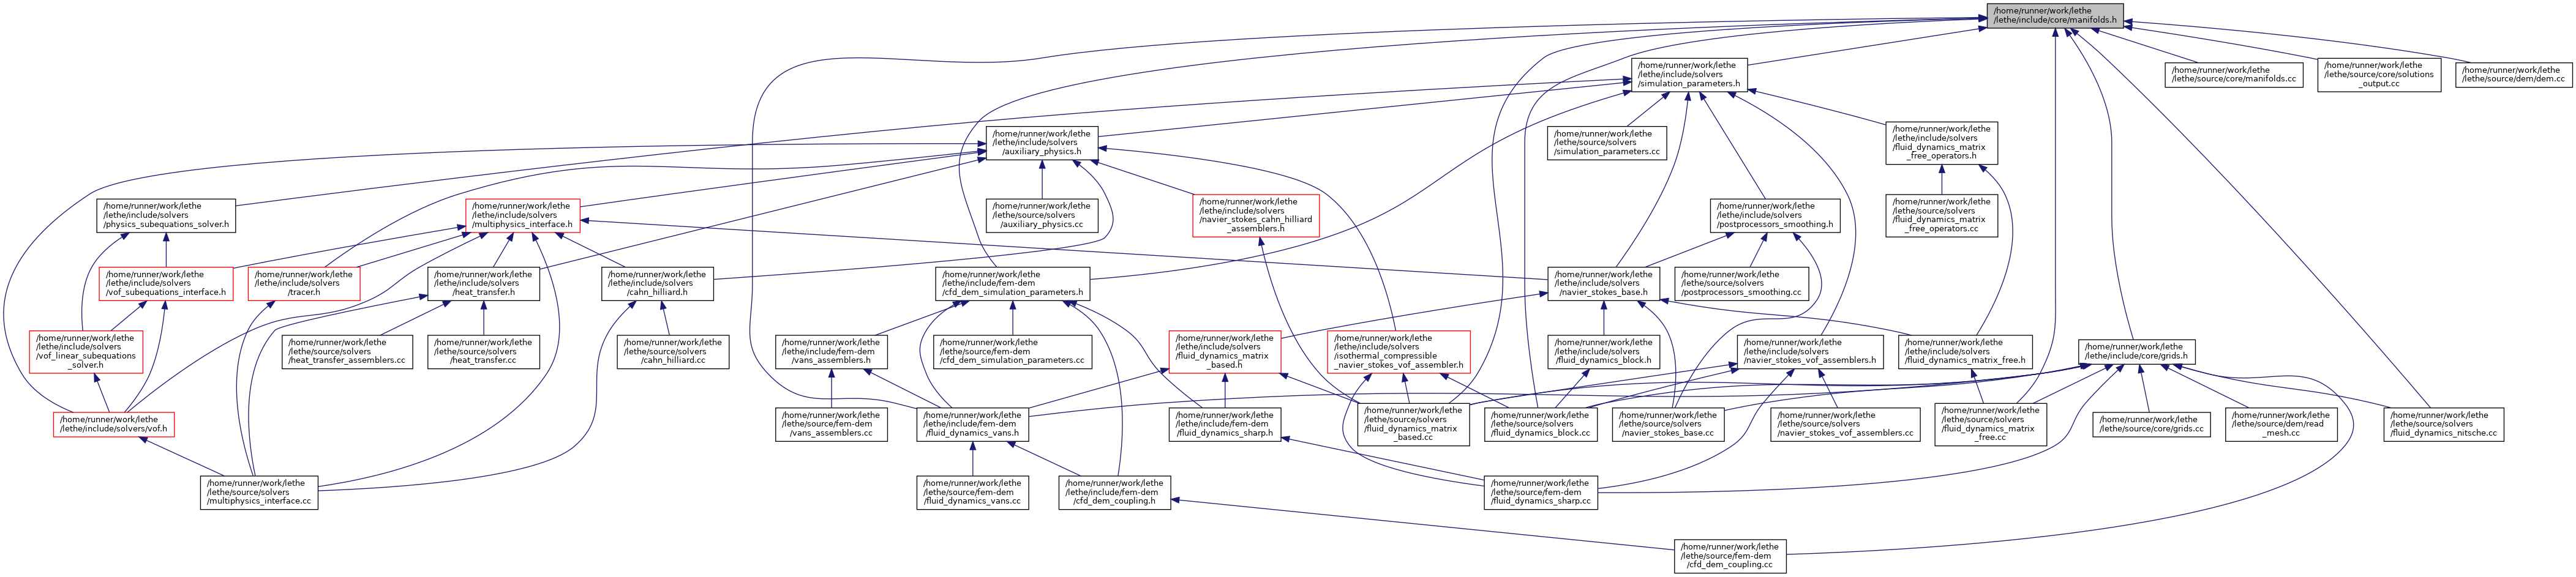 /home/runner/work/lethe
/lethe/include/core/manifolds.h
/home/runner/work/lethe
/lethe/include/solvers
/simulation_parameters.h
/home/runner/work/lethe
/lethe/source/core/manifolds.cc
/home/runner/work/lethe
/lethe/source/core/solutions
_output.cc
/home/runner/work/lethe
/lethe/source/dem/dem.cc
/home/runner/work/lethe
/lethe/include/solvers
/auxiliary_physics.h
/home/runner/work/lethe
/lethe/source/solvers
/simulation_parameters.cc
/home/runner/work/lethe
/lethe/include/solvers
/fluid_dynamics_matrix
_free_operators.h
/home/runner/work/lethe
/lethe/include/solvers
/physics_subequations_solver.h
/home/runner/work/lethe
/lethe/include/solvers
/multiphysics_interface.h
/home/runner/work/lethe
/lethe/source/solvers
/auxiliary_physics.cc
/home/runner/work/lethe
/lethe/include/solvers
/navier_stokes_cahn_hilliard
_assemblers.h
/home/runner/work/lethe
/lethe/include/solvers
/postprocessors_smoothing.h
/home/runner/work/lethe
/lethe/source/solvers
/fluid_dynamics_matrix
_free_operators.cc
/home/runner/work/lethe
/lethe/include/solvers
/vof_subequations_interface.h
/home/runner/work/lethe
/lethe/include/solvers
/tracer.h
/home/runner/work/lethe
/lethe/include/solvers
/heat_transfer.h
/home/runner/work/lethe
/lethe/include/solvers
/cahn_hilliard.h
/home/runner/work/lethe
/lethe/include/fem-dem
/cfd_dem_simulation_parameters.h
/home/runner/work/lethe
/lethe/include/solvers
/navier_stokes_base.h
/home/runner/work/lethe
/lethe/source/solvers
/postprocessors_smoothing.cc
/home/runner/work/lethe
/lethe/include/solvers
/vof_linear_subequations
_solver.h
/home/runner/work/lethe
/lethe/source/solvers
/heat_transfer_assemblers.cc
/home/runner/work/lethe
/lethe/source/solvers
/heat_transfer.cc
/home/runner/work/lethe
/lethe/source/solvers
/cahn_hilliard.cc
/home/runner/work/lethe
/lethe/include/fem-dem
/vans_assemblers.h
/home/runner/work/lethe
/lethe/source/fem-dem
/cfd_dem_simulation_parameters.cc
/home/runner/work/lethe
/lethe/include/solvers
/fluid_dynamics_matrix
_based.h
/home/runner/work/lethe
/lethe/include/solvers
/isothermal_compressible
_navier_stokes_vof_assembler.h
/home/runner/work/lethe
/lethe/include/solvers
/fluid_dynamics_block.h
/home/runner/work/lethe
/lethe/include/solvers
/navier_stokes_vof_assemblers.h
/home/runner/work/lethe
/lethe/include/solvers
/fluid_dynamics_matrix_free.h
/home/runner/work/lethe
/lethe/include/core/grids.h
/home/runner/work/lethe
/lethe/include/solvers/vof.h
/home/runner/work/lethe
/lethe/source/fem-dem
/vans_assemblers.cc
/home/runner/work/lethe
/lethe/include/fem-dem
/fluid_dynamics_vans.h
/home/runner/work/lethe
/lethe/include/fem-dem
/fluid_dynamics_sharp.h
/home/runner/work/lethe
/lethe/source/solvers
/fluid_dynamics_matrix
_based.cc
/home/runner/work/lethe
/lethe/source/solvers
/fluid_dynamics_block.cc
/home/runner/work/lethe
/lethe/source/solvers
/navier_stokes_base.cc
/home/runner/work/lethe
/lethe/source/solvers
/navier_stokes_vof_assemblers.cc
/home/runner/work/lethe
/lethe/source/solvers
/fluid_dynamics_matrix
_free.cc
/home/runner/work/lethe
/lethe/source/core/grids.cc
/home/runner/work/lethe
/lethe/source/dem/read
_mesh.cc
/home/runner/work/lethe
/lethe/source/solvers
/fluid_dynamics_nitsche.cc
/home/runner/work/lethe
/lethe/source/solvers
/multiphysics_interface.cc
/home/runner/work/lethe
/lethe/source/fem-dem
/fluid_dynamics_vans.cc
/home/runner/work/lethe
/lethe/include/fem-dem
/cfd_dem_coupling.h
/home/runner/work/lethe
/lethe/source/fem-dem
/fluid_dynamics_sharp.cc
/home/runner/work/lethe
/lethe/source/fem-dem
/cfd_dem_coupling.cc